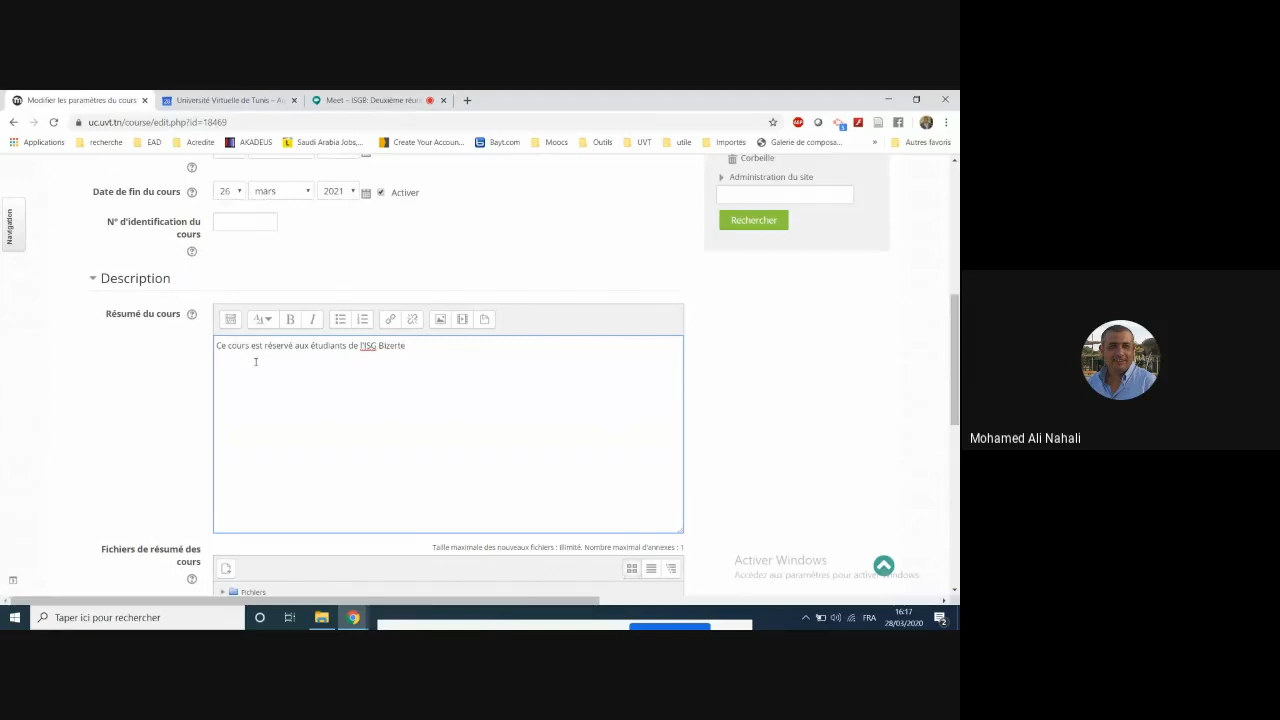 Modifier les paramètres du cours
Université Virtuelle de Tunis – A
Meet – ISGB: Deuxiéme réu
uc.uvt.tn/course/edit.php?id=18469
Applications
recherche
EAD
Acredite
AKADEUS
Saudi Arabia Jobs,...
Create Your Accoun...
Bayt.com
Moocs
Outils
UVT
utile
Importés
Galerie de composa...
»
Autres favoris
Corbeille
Administration du site
Rechercher
Navigation
Date de fin du cours
26
mars
2021
Activer
N° d'identification du
cours
Description
Résumé du cours
Ce cours est réservé aux étudiants de l'ISG Bizerte
Fichiers de résumé des
cours
Taille maximale des nouveaux fichiers : Illimité. Nombre maximal d'annexes : 1
Fichiers
Activer Windows
Accédez aux paramètres pour activer Windows.
Taper ici pour rechercher
FRA
16:17
28/03/2020
2
Mohamed Ali Nahali